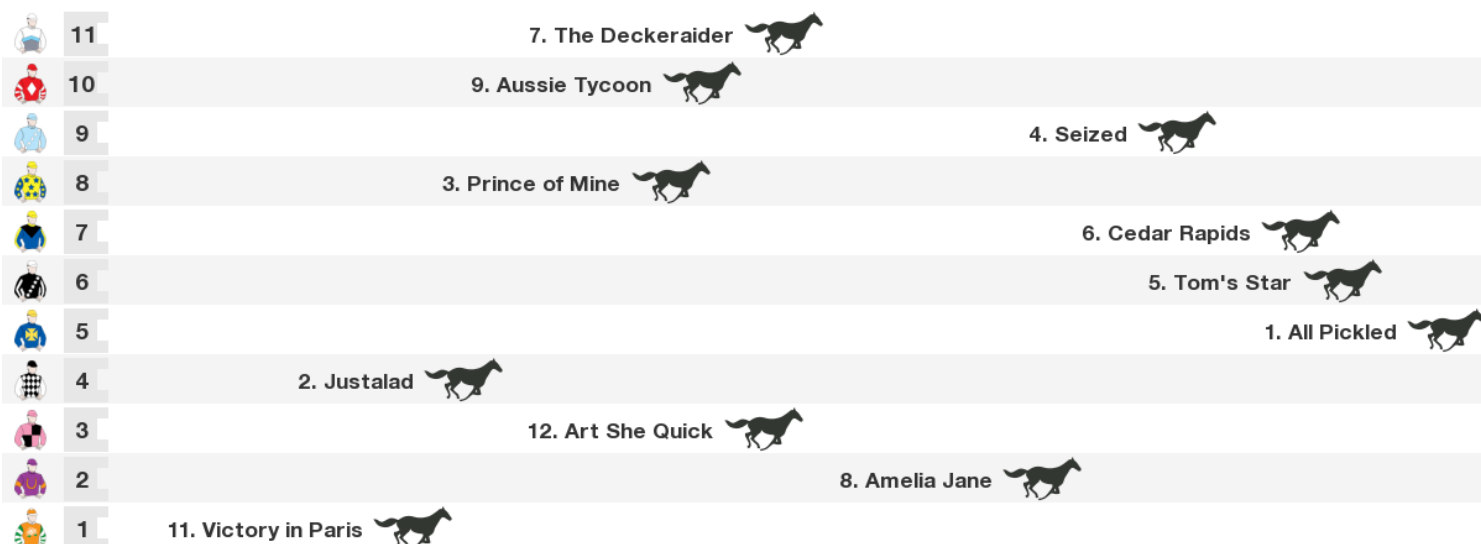 11 7. The Deckeraider
10 9. Aussie Tycoon
9 4. Seized
8 3. Prince of Mine
7 6. Cedar Rapids
6 5. Tom's Star
5 1. All Pickled
4 2. Justalad
3 12. Art She Quick
2 8. Amelia Jane
1 11. Victory in Paris